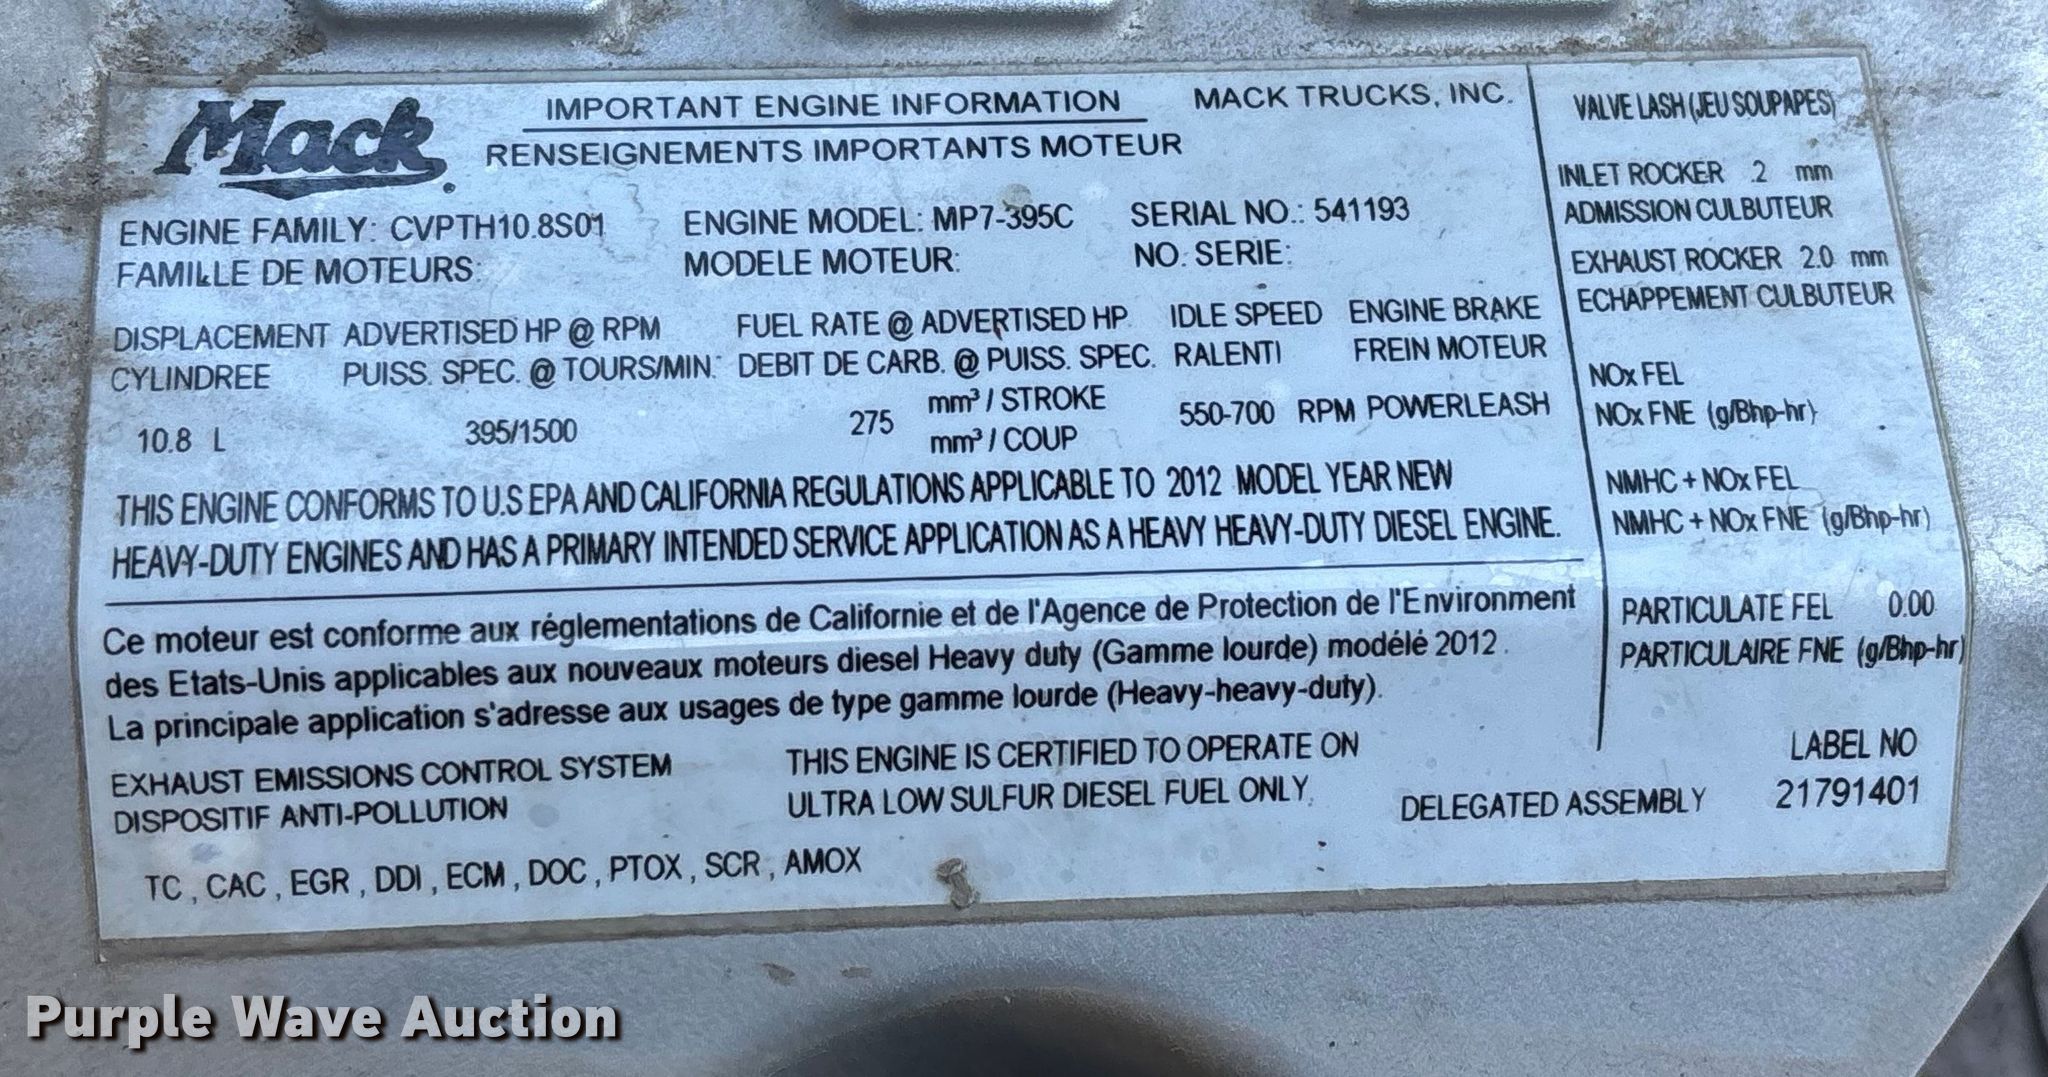 Mack
IMPORTANT ENGINE INFORMATION MACK TRUCKS, INC.
RENSEIGNEMENTS IMPORTANTS MOTEUR
ENGINE FAMILY: CVPTH10.8S01 ENGINE MODEL: MP7-395C SERIAL NO.: 541193
FAMILLE DE MOTEURS: MODELE MOTEUR: NO. SERIE:
DISPLACEMENT ADVERTISED HP @ RPM FUEL RATE @ ADVERTISED HP. IDLE SPEED ENGINE BRAKE
CYLINDREE PUISS. SPEC. @ TOURS/MIN. DEBIT DE CARB. @ PUISS. SPEC. RALENTI FREIN MOTEUR
10.8 L 395/1500 275 mm³ / STROKE 550-700 RPM POWERLEASH
mm³ / COUP
THIS ENGINE CONFORMS TO U.S EPA AND CALIFORNIA REGULATIONS APPLICABLE TO 2012 MODEL YEAR NEW
HEAVY-DUTY ENGINES AND HAS A PRIMARY INTENDED SERVICE APPLICATION AS A HEAVY HEAVY-DUTY DIESEL ENGINE.
Ce moteur est conforme aux réglementations de Californie et de l'Agence de Protection de l'Environment
des Etats-Unis applicables aux nouveaux moteurs diesel Heavy duty (Gamme lourde) modélé 2012.
La principale application s'adresse aux usages de type gamme lourde (Heavy-heavy-duty).
EXHAUST EMISSIONS CONTROL SYSTEM
DISPOSITIF ANTI-POLLUTION
TC , CAC , EGR , DDI , ECM , DOC , PTOX , SCR , AMOX
THIS ENGINE IS CERTIFIED TO OPERATE ON
ULTRA LOW SULFUR DIESEL FUEL ONLY.
DELEGATED ASSEMBLY
VALVE LASH (JEU SOUPAPES)
INLET ROCKER .2 mm
ADMISSION CULBUTEUR
EXHAUST ROCKER 2.0 mm
ECHAPPEMENT CULBUTEUR
NOx FEL
NOx FNE (g/Bhp-hr)
NMHC + NOx FEL
NMHC + NOx FNE (g/Bhp-hr)
PARTICULATE FEL 0.00
PARTICULAIRE FNE (g/Bhp-hr)
LABEL NO
21791401
Purple Wave Auction